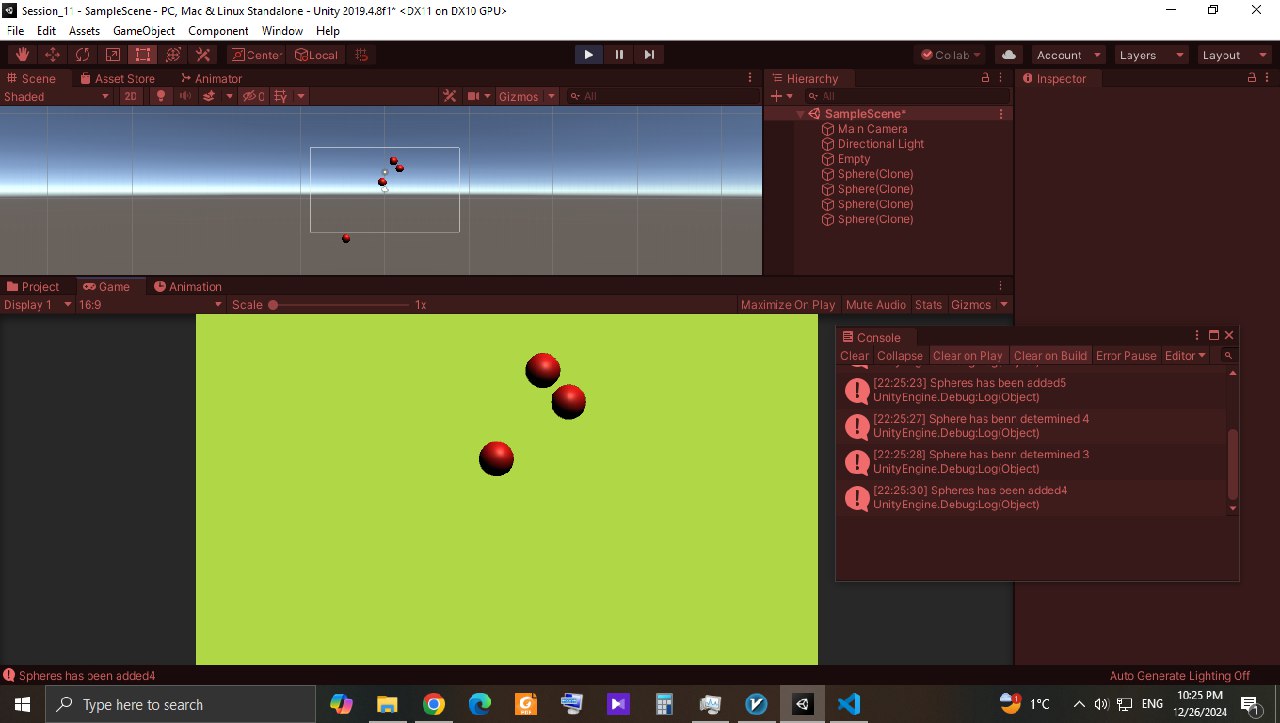 Session_11 - SampleScene - PC, Mac & Linux Standalone - Unity 2019.4.8f1* <DX11 on DX10 GPU>
File Edit Assets GameObject Component Window Help
Center Local Collab Account Layers Layout
Scene Asset Store Animator
Shaded 2D 0 Gizmos All
Hierarchy
All
SampleScene*
Main Camera
Directional Light
Empty
Sphere(Clone)
Sphere(Clone)
Sphere(Clone)
Sphere(Clone)
Inspector
Project Game Animation
Display 1 16:9 Scale 1x Maximize On Play Mute Audio Stats Gizmos
Console
Clear Collapse Clear on Play Clear on Build Error Pause Editor
[22:25:23] Spheres has been added5
UnityEngine.Debug:Log(Object)
[22:25:27] Sphere has benn determined 4
UnityEngine.Debug:Log(Object)
[22:25:28] Sphere has benn determined 3
UnityEngine.Debug:Log(Object)
[22:25:30] Spheres has been added4
UnityEngine.Debug:Log(Object)
Spheres has been added4
Auto Generate Lighting Off
Type here to search
1°C ENG
10:25 PM
12/26/2024